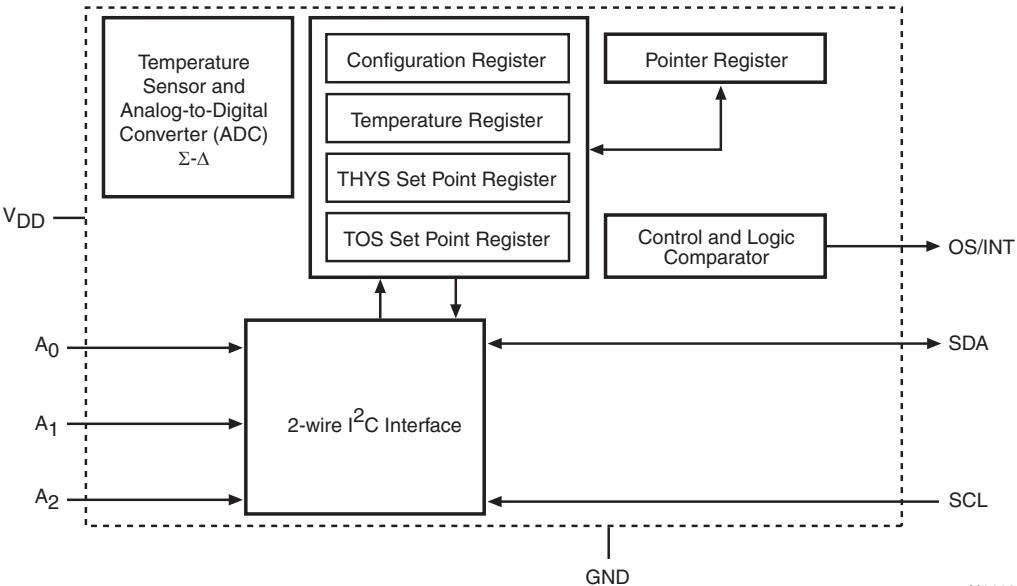 Temperature
Sensor and
Analog-to-Digital
Converter (ADC)
Σ-Δ
Configuration Register
Temperature Register
THYS Set Point Register
TOS Set Point Register
Pointer Register
Control and Logic
Comparator
VDD
OS/INT
A0
A1
A2
2-wire I2C Interface
SDA
SCL
GND